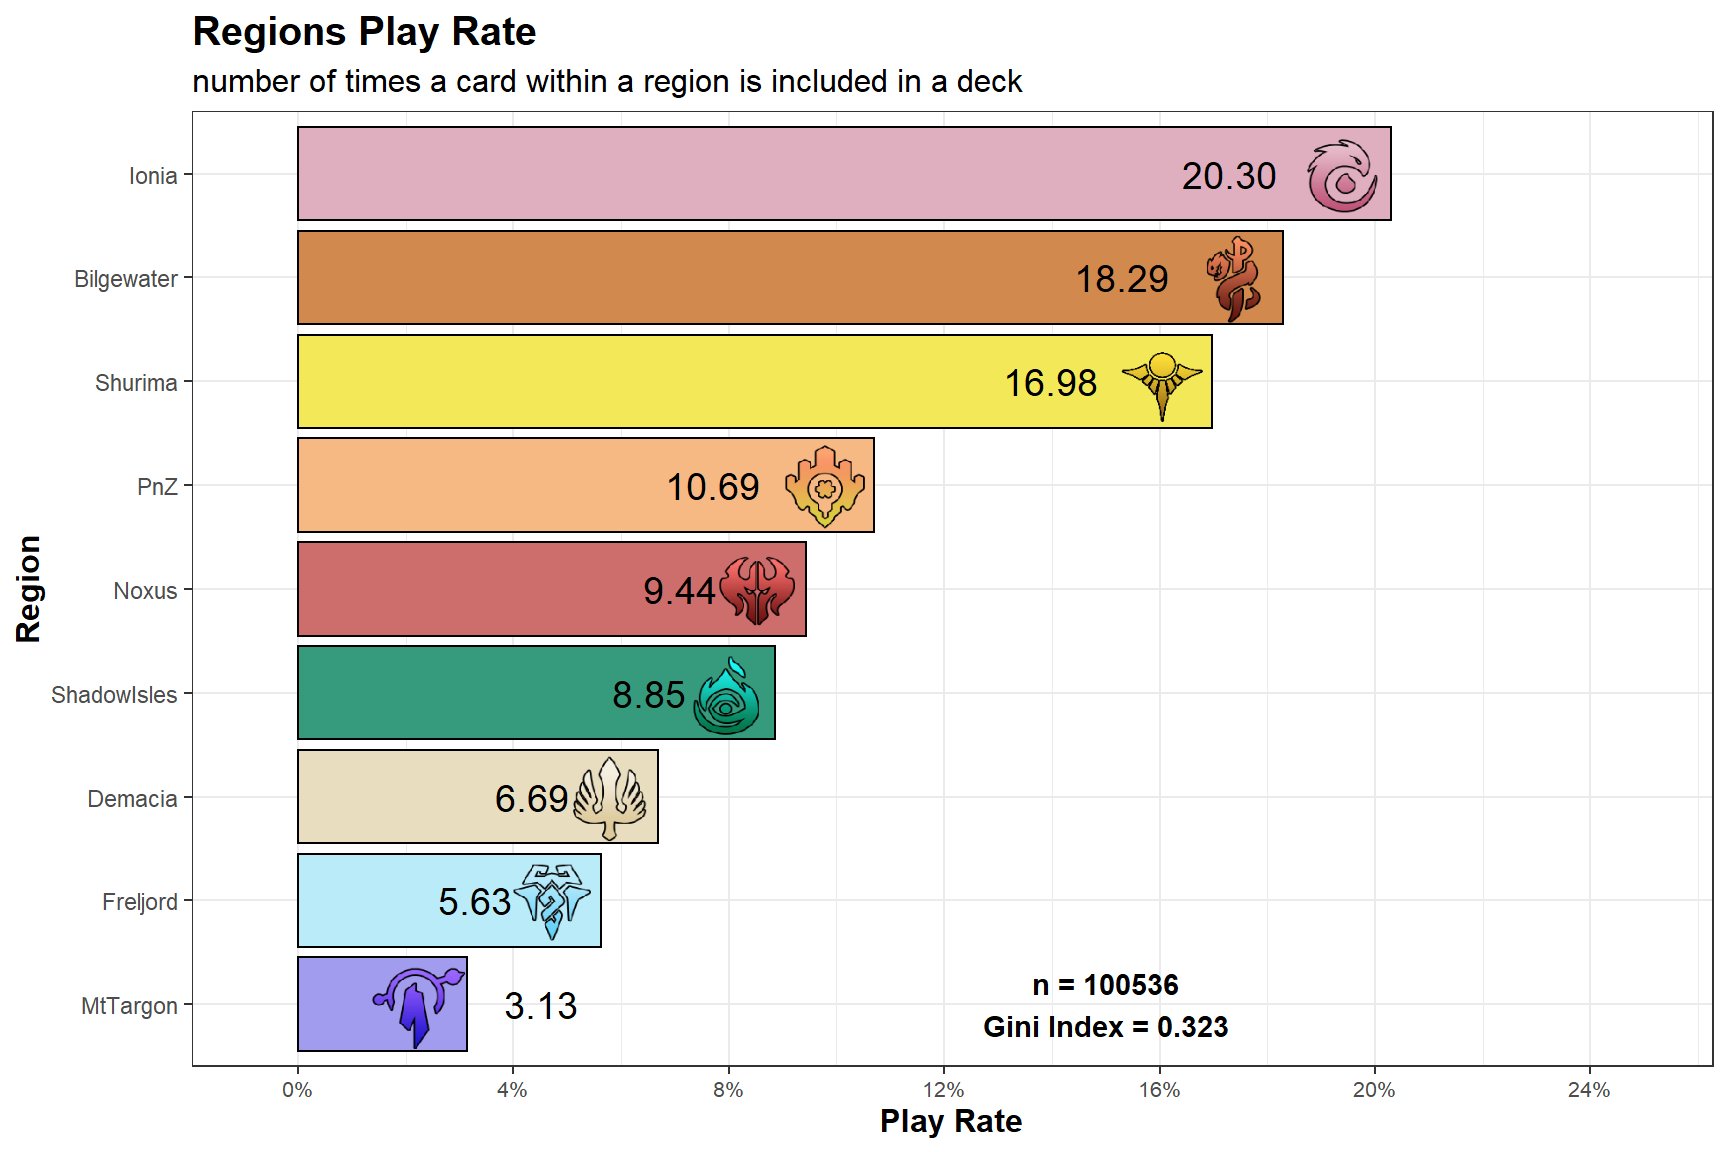 Regions Play Rate
number of times a card within a region is included in a deck
Ionia
20.30
Bilgewater
18.29
Shurima
16.98
PnZ
10.69
Noxus
9.44
ShadowIsles
8.85
Demacia
6.69
Freljord
5.63
MtTargon
3.13
n = 100536
Gini Index = 0.323
Region
0% 4% 8% 12% 16% 20% 24%
Play Rate